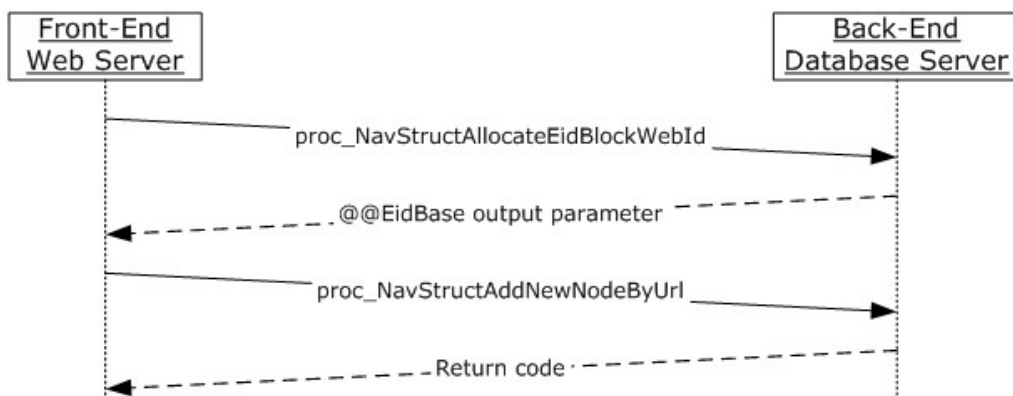 Front-End
Web Server
Back-End
Database Server
proc_NavStructAllocateEidBlockWebId
@@EidBase output parameter
proc_NavStructAddNewNodeByUrl
Return code